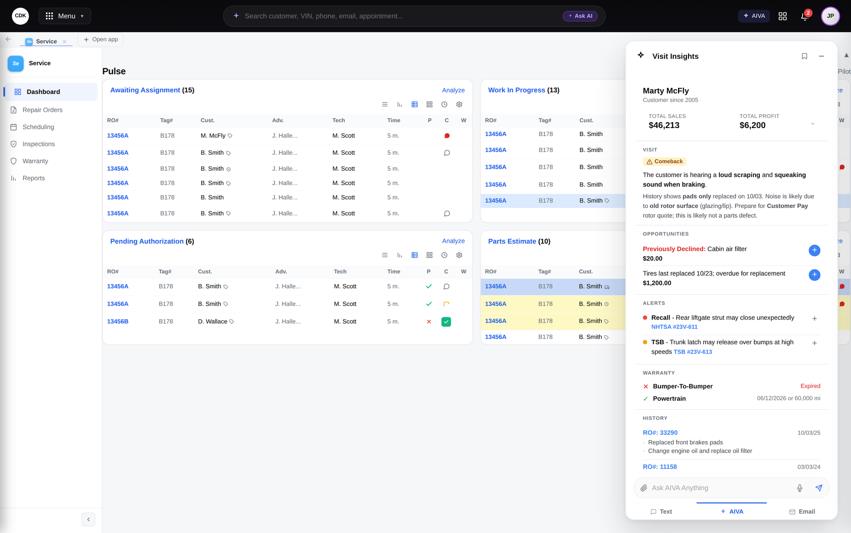 CDK
Menu
Search customer, VIN, phone, email, appointment...
Ask AI
AIVA
2
JP
Se Service
Open app
Se Service
Dashboard
Repair Orders
Scheduling
Inspections
Warranty
Reports
Pulse
Pilot
Awaiting Assignment (15)
Analyze
RO# Tag# Cust. Adv. Tech Time P C W
13456A B178 M. McFly J. Halle... M. Scott 5 m.
13456A B178 B. Smith J. Halle... M. Scott 5 m.
13456A B178 B. Smith J. Halle... M. Scott 5 m.
13456A B178 B. Smith J. Halle... M. Scott 5 m.
13456A B178 B. Smith J. Halle... M. Scott 5 m.
13456A B178 B. Smith J. Halle... M. Scott 5 m.
Work In Progress (13)
RO# Tag# Cust.
W
13456A B178 B. Smith
13456A B178 B. Smith
13456A B178 B. Smith
13456A B178 B. Smith
13456A B178 B. Smith
Pending Authorization (6)
Analyze
RO# Tag# Cust. Adv. Tech Time P C W
13456A B178 B. Smith J. Halle... M. Scott 5 m.
13456A B178 B. Smith J. Halle... M. Scott 5 m.
13456B B178 D. Wallace J. Halle... M. Scott 5 m.
Parts Estimate (10)
RO# Tag# Cust.
W
13456A B178 B. Smith
13456A B178 B. Smith
13456A B178 B. Smith
13456A B178 B. Smith
Visit Insights
Marty McFly
Customer since 2005
TOTAL SALES TOTAL PROFIT
$46,213 $6,200
VISIT
Comeback
The customer is hearing a loud scraping and squeaking
sound when braking.
History shows pads only replaced on 10/03. Noise is likely due
to old rotor surface (glazing/lip). Prepare for Customer Pay
rotor quote; this is likely not a parts defect.
OPPORTUNITIES
Previously Declined: Cabin air filter
$20.00
Tires last replaced 10/23; overdue for replacement
$1,200.00
ALERTS
Recall - Rear liftgate strut may close unexpectedly
NHTSA #23V-611
TSB - Trunk latch may release over bumps at high
speeds TSB #23V-613
WARRANTY
Bumper-To-Bumper Expired
Powertrain 06/12/2026 or 60,000 mi
HISTORY
RO#: 33290 10/03/25
· Replaced front brakes pads
· Change engine oil and replace oil filter
RO#: 11158 03/03/24
Ask AIVA Anything
Text AIVA Email